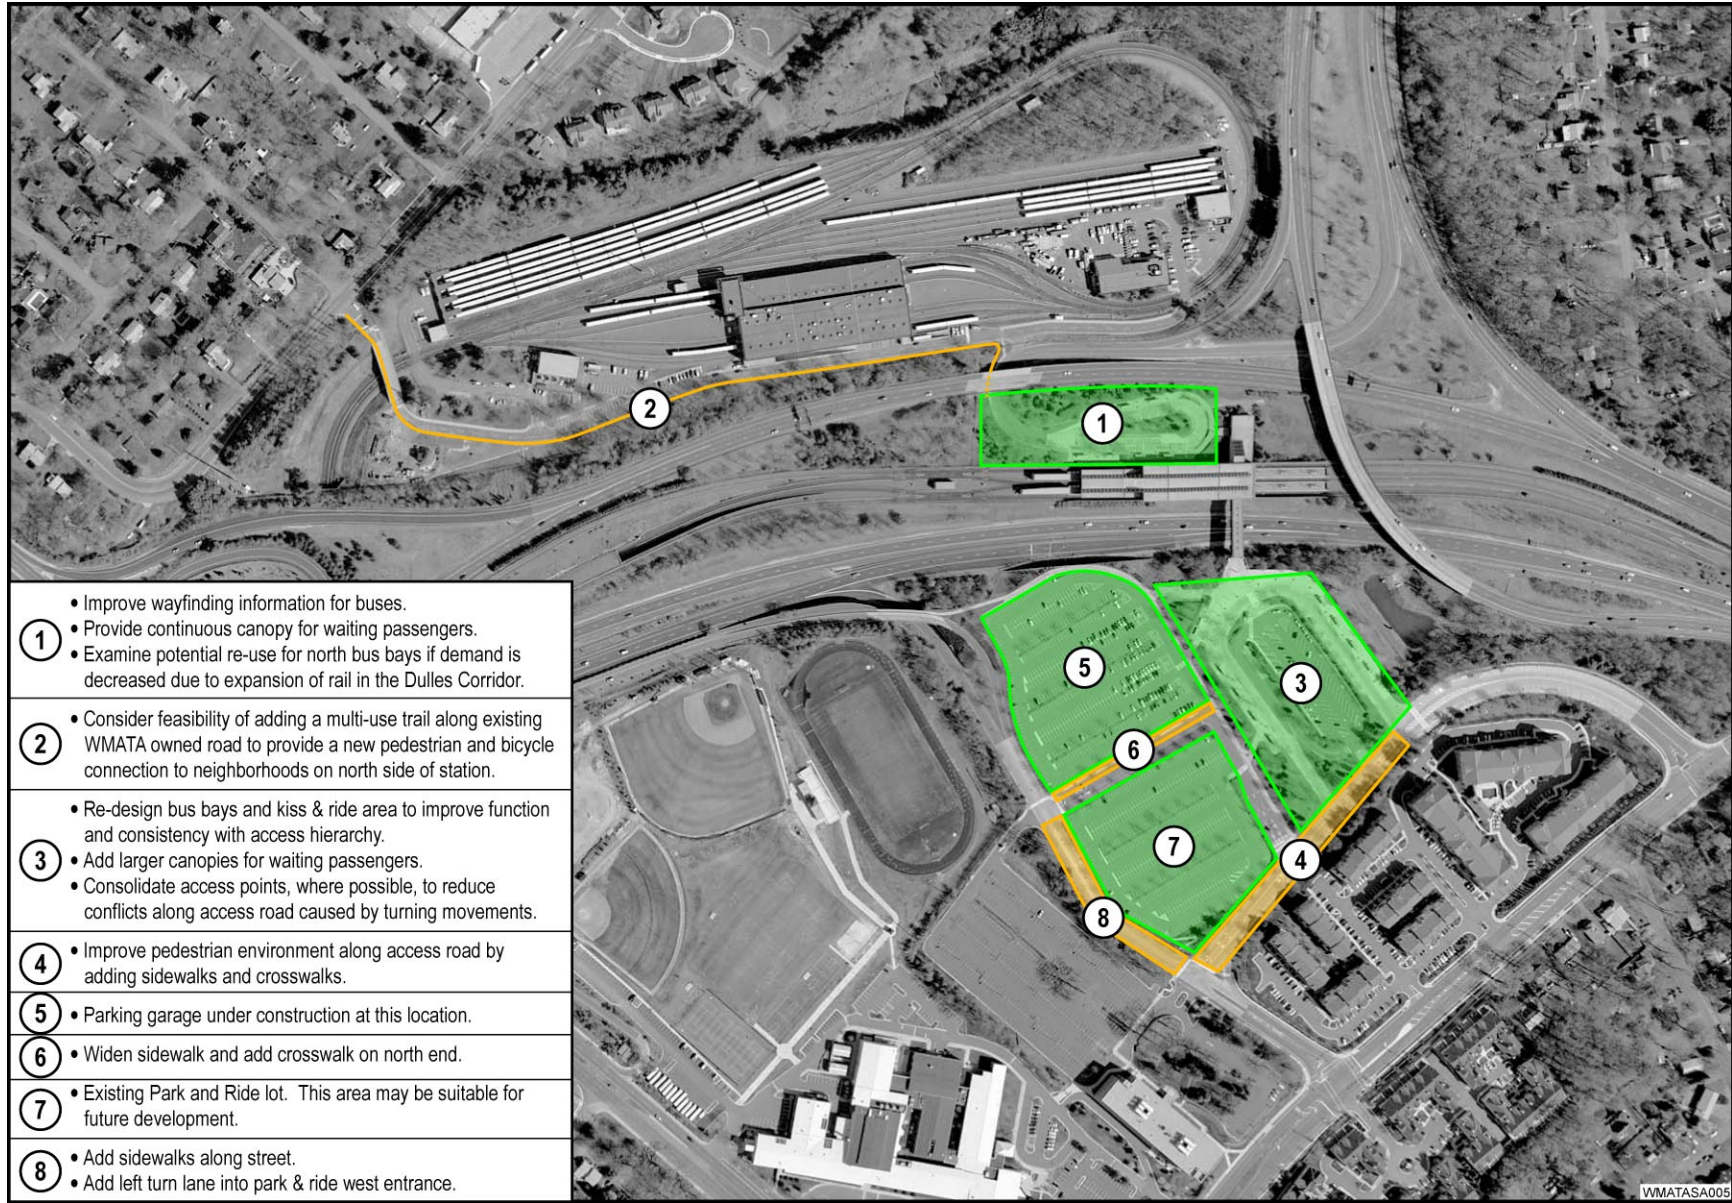 1
• Improve wayfinding information for buses.
• Provide continuous canopy for waiting passengers.
• Examine potential re-use for north bus bays if demand is
decreased due to expansion of rail in the Dulles Corridor.
2
• Consider feasibility of adding a multi-use trail along existing
WMATA owned road to provide a new pedestrian and bicycle
connection to neighborhoods on north side of station.
3
• Re-design bus bays and kiss & ride area to improve function
and consistency with access hierarchy.
• Add larger canopies for waiting passengers.
• Consolidate access points, where possible, to reduce
conflicts along access road caused by turning movements.
4
• Improve pedestrian environment along access road by
adding sidewalks and crosswalks.
5
• Parking garage under construction at this location.
6
• Widen sidewalk and add crosswalk on north end.
7
• Existing Park and Ride lot.  This area may be suitable for
future development.
8
• Add sidewalks along street.
• Add left turn lane into park & ride west entrance.
2
1
5
3
6
7
4
8
WMATASA005